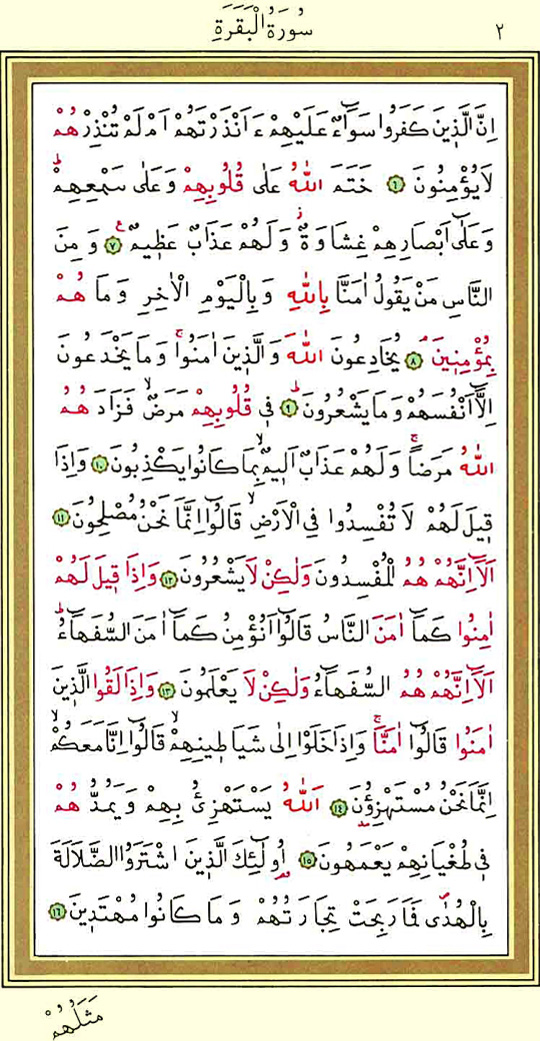 ٢ سُورَةُ الْبَقَرَةِ
اِنَّ الَّذ۪ينَ كَفَرُوا سَوَٓاءٌ عَلَيْهِمْ ءَاَنْذَرْتَهُمْ اَمْ لَمْ تُنْذِرْهُمْ
لَا يُؤْمِنُونَ ﴿٦﴾ خَتَمَ اللّٰهُ عَلٰى قُلُوبِهِمْ وَعَلٰى سَمْعِهِمْۜ
وَعَلٰٓى اَبْصَارِهِمْ غِشَاوَةٌۘ وَلَهُمْ عَذَابٌ عَظ۪يمٌ۟ ﴿٧﴾ وَمِنَ
النَّاسِ مَنْ يَقُولُ اٰمَنَّا بِاللّٰهِ وَبِالْيَوْمِ الْاٰخِرِ وَمَا هُمْ
بِمُؤْمِن۪ينَۢ ﴿٨﴾ يُخَادِعُونَ اللّٰهَ وَالَّذ۪ينَ اٰمَنُواۚ وَمَا يَخْدَعُونَ
اِلَّٓا اَنْفُسَهُمْ وَمَا يَشْعُرُونَۜ ﴿٩﴾ ف۪ي قُلُوبِهِمْ مَرَضٌۙ فَزَادَهُمُ
اللّٰهُ مَرَضاًۚ وَلَهُمْ عَذَابٌ اَل۪يمٌۙ بِمَا كَانُوا يَكْذِبُونَ ﴿١٠﴾ وَاِذَا
ق۪يلَ لَهُمْ لَا تُفْسِدُوا فِي الْاَرْضِۙ قَالُٓوا اِنَّمَا نَحْنُ مُصْلِحُونَ ﴿١١﴾
اَلَٓا اِنَّهُمْ هُمُ الْمُفْسِدُونَ وَلٰكِنْ لَا يَشْعُرُونَ ﴿١٢﴾ وَاِذَا ق۪يلَ لَهُمْ
اٰمِنُوا كَمَٓا اٰمَنَ النَّاسُ قَالُٓوا اَنُؤْمِنُ كَمَٓا اٰمَنَ السُّفَهَٓاءُۜ
اَلَٓا اِنَّهُمْ هُمُ السُّفَهَٓاءُ وَلٰكِنْ لَا يَعْلَمُونَ ﴿١٣﴾ وَاِذَا لَقُوا الَّذ۪ينَ
اٰمَنُوا قَالُٓوا اٰمَنَّاۚ وَاِذَا خَلَوْا اِلٰى شَيَاط۪ينِهِمْۙ قَالُٓوا اِنَّا مَعَكُمْۙ
اِنَّمَا نَحْنُ مُسْتَهْزِؤُ۫نَ ﴿١٤﴾ اَللّٰهُ يَسْتَهْزِئُ بِهِمْ وَيَمُدُّهُمْ
ف۪ي طُغْيَانِهِمْ يَعْمَهُونَ ﴿١٥﴾ اُو۬لٰٓئِكَ الَّذ۪ينَ اشْتَرَوُا الضَّلَالَةَ
بِالْهُدٰىۖ فَمَا رَبِحَتْ تِجَارَتُهُمْ وَمَا كَانُوا مُهْتَد۪ينَ ﴿١٦﴾
مَثَلُهُمْ